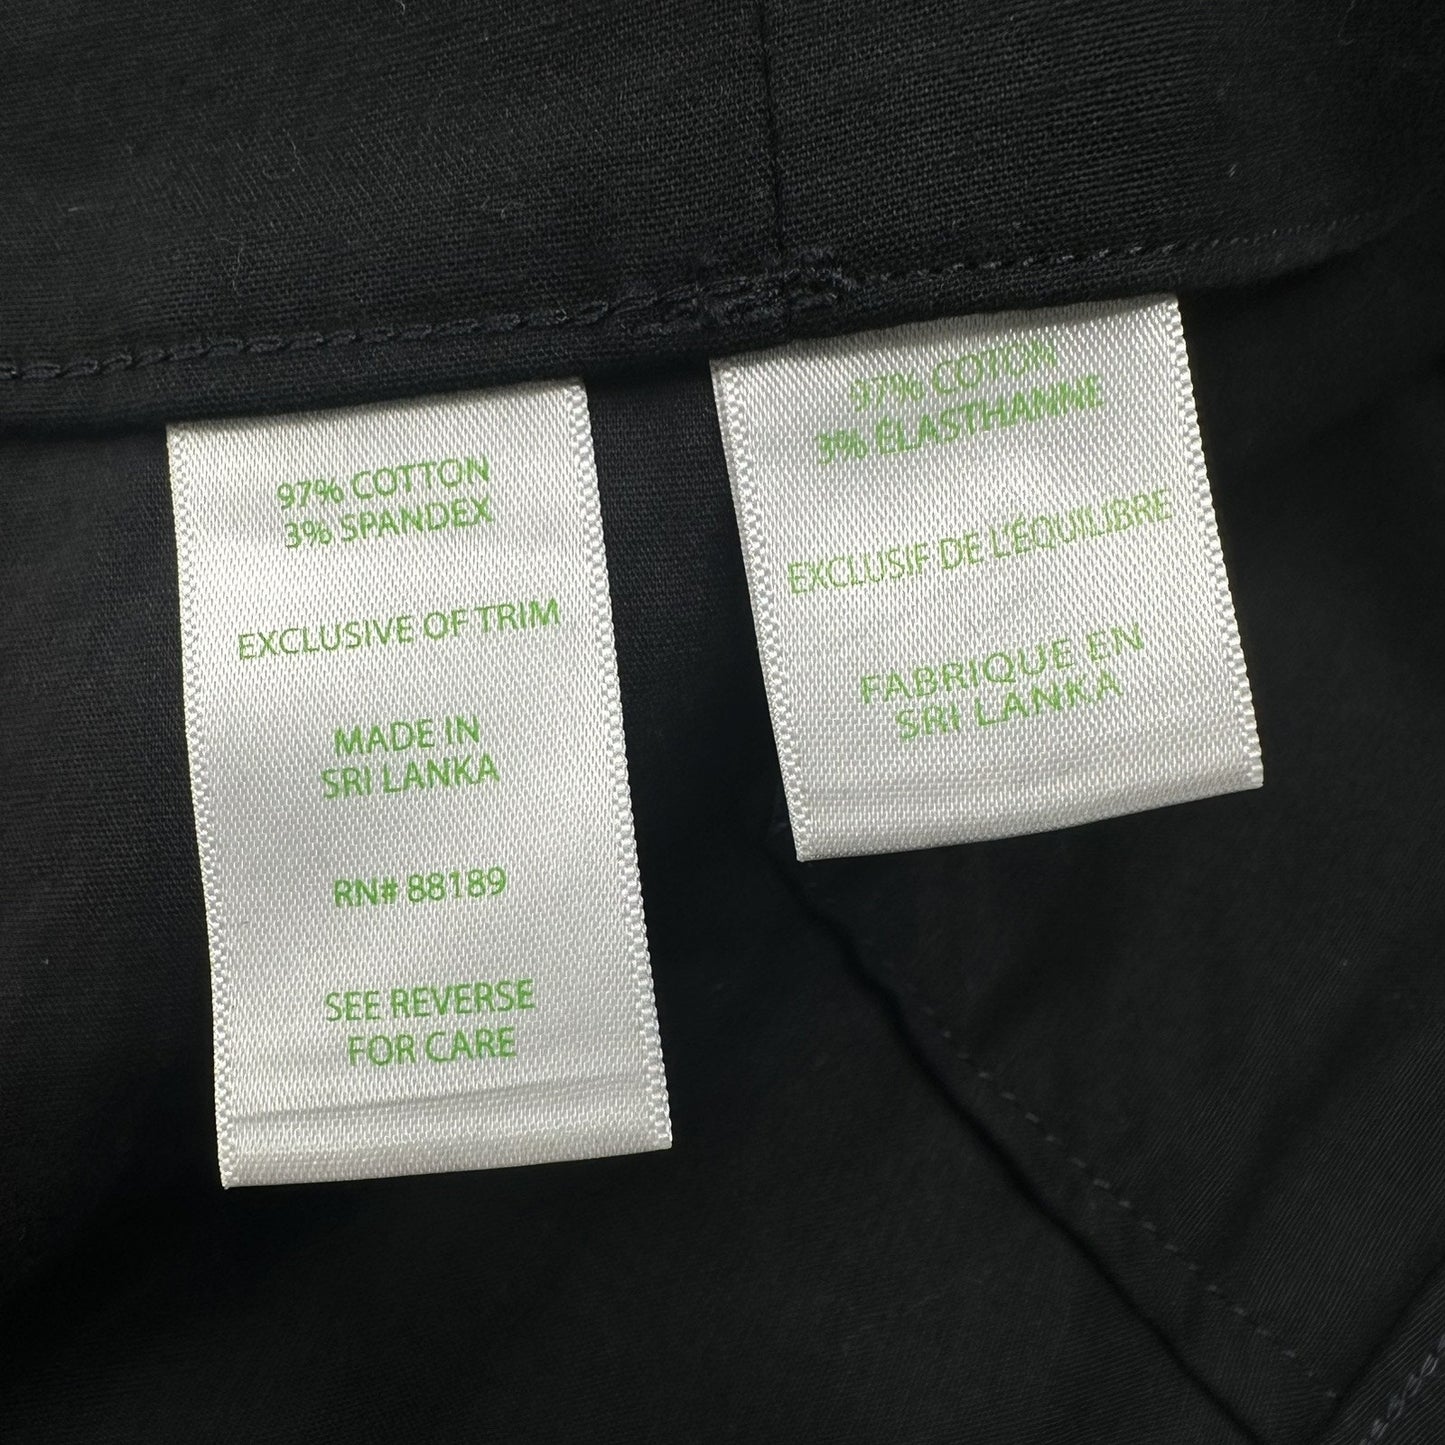 97% COTTON
3% SPANDEX
EXCLUSIVE OF TRIM
MADE IN
SRI LANKA
RN# 88189
SEE REVERSE
FOR CARE
97% COTON
3% ÉLASTHANNE
EXCLUSIF DE L'ÉQUILIBRE
FABRIQUE EN
SRI LANKA